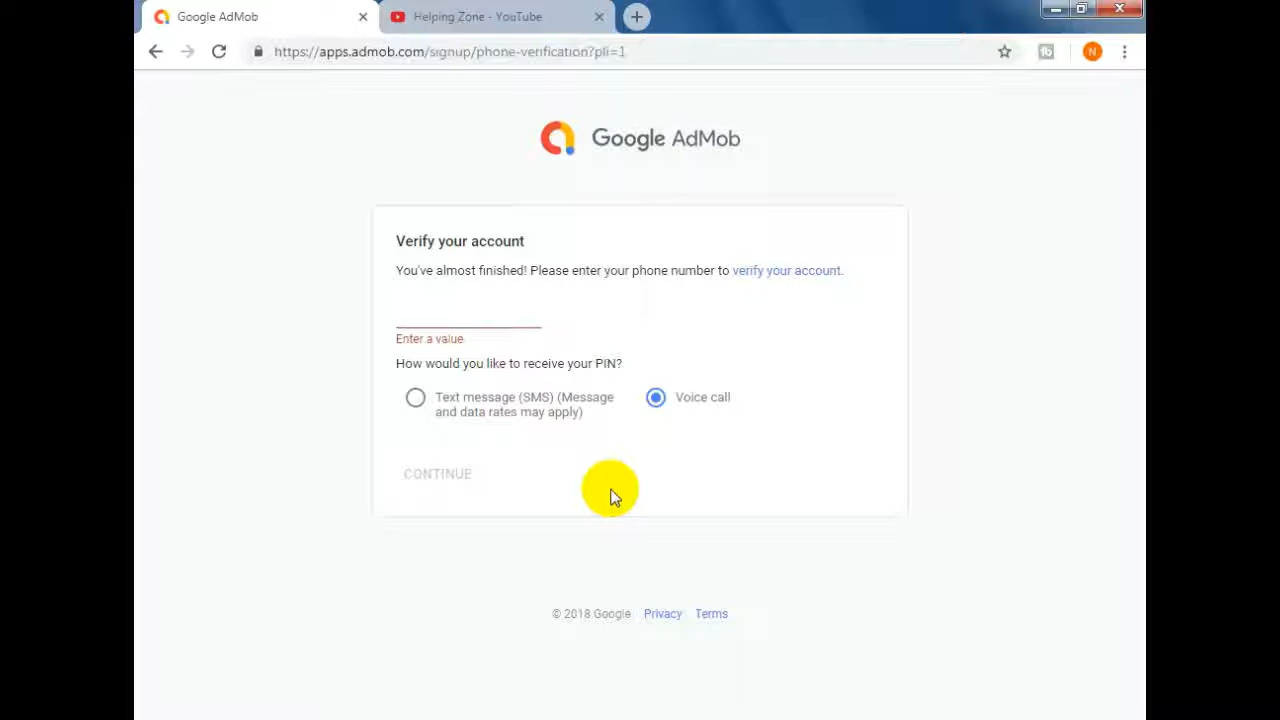 Google AdMob
Helping Zone - YouTube
https://apps.admob.com/signup/phone-verification?pli=1
N
Google AdMob
Verify your account
You've almost finished! Please enter your phone number to verify your account.
Enter a value
How would you like to receive your PIN?
Text message (SMS) (Message
and data rates may apply)
Voice call
CONTINUE
© 2018 Google Privacy Terms